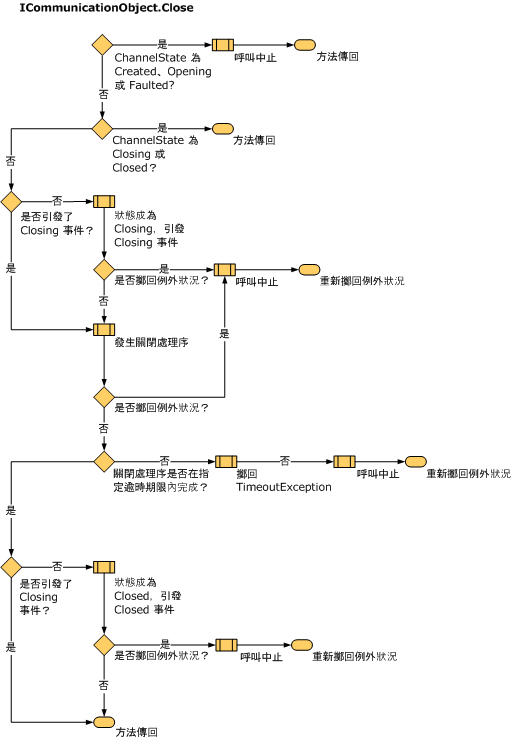 ICommunicationObject.Close
是
ChannelState 為
Created、Opening
或 Faulted?
呼叫中止
方法傳回
否
是
ChannelState 為
Closing 或
Closed？
方法傳回
否
否
是否引發了
Closing 事件？
狀態成為
Closing，引發
Closing 事件
是
是
是否擲回例外狀況？
呼叫中止
重新擲回例外狀況
否
發生關閉處理序
是
是否擲回例外狀況？
否
否
否
關閉處理序是否在指
定逾時期限內完成？
擲回
TimeoutException
呼叫中止
重新擲回例外狀況
是
否
是否引發了
Closing
事件？
狀態成為
Closed，引發
Closed 事件
是
是
是否擲回例外狀況？
呼叫中止
重新擲回例外狀況
否
方法傳回